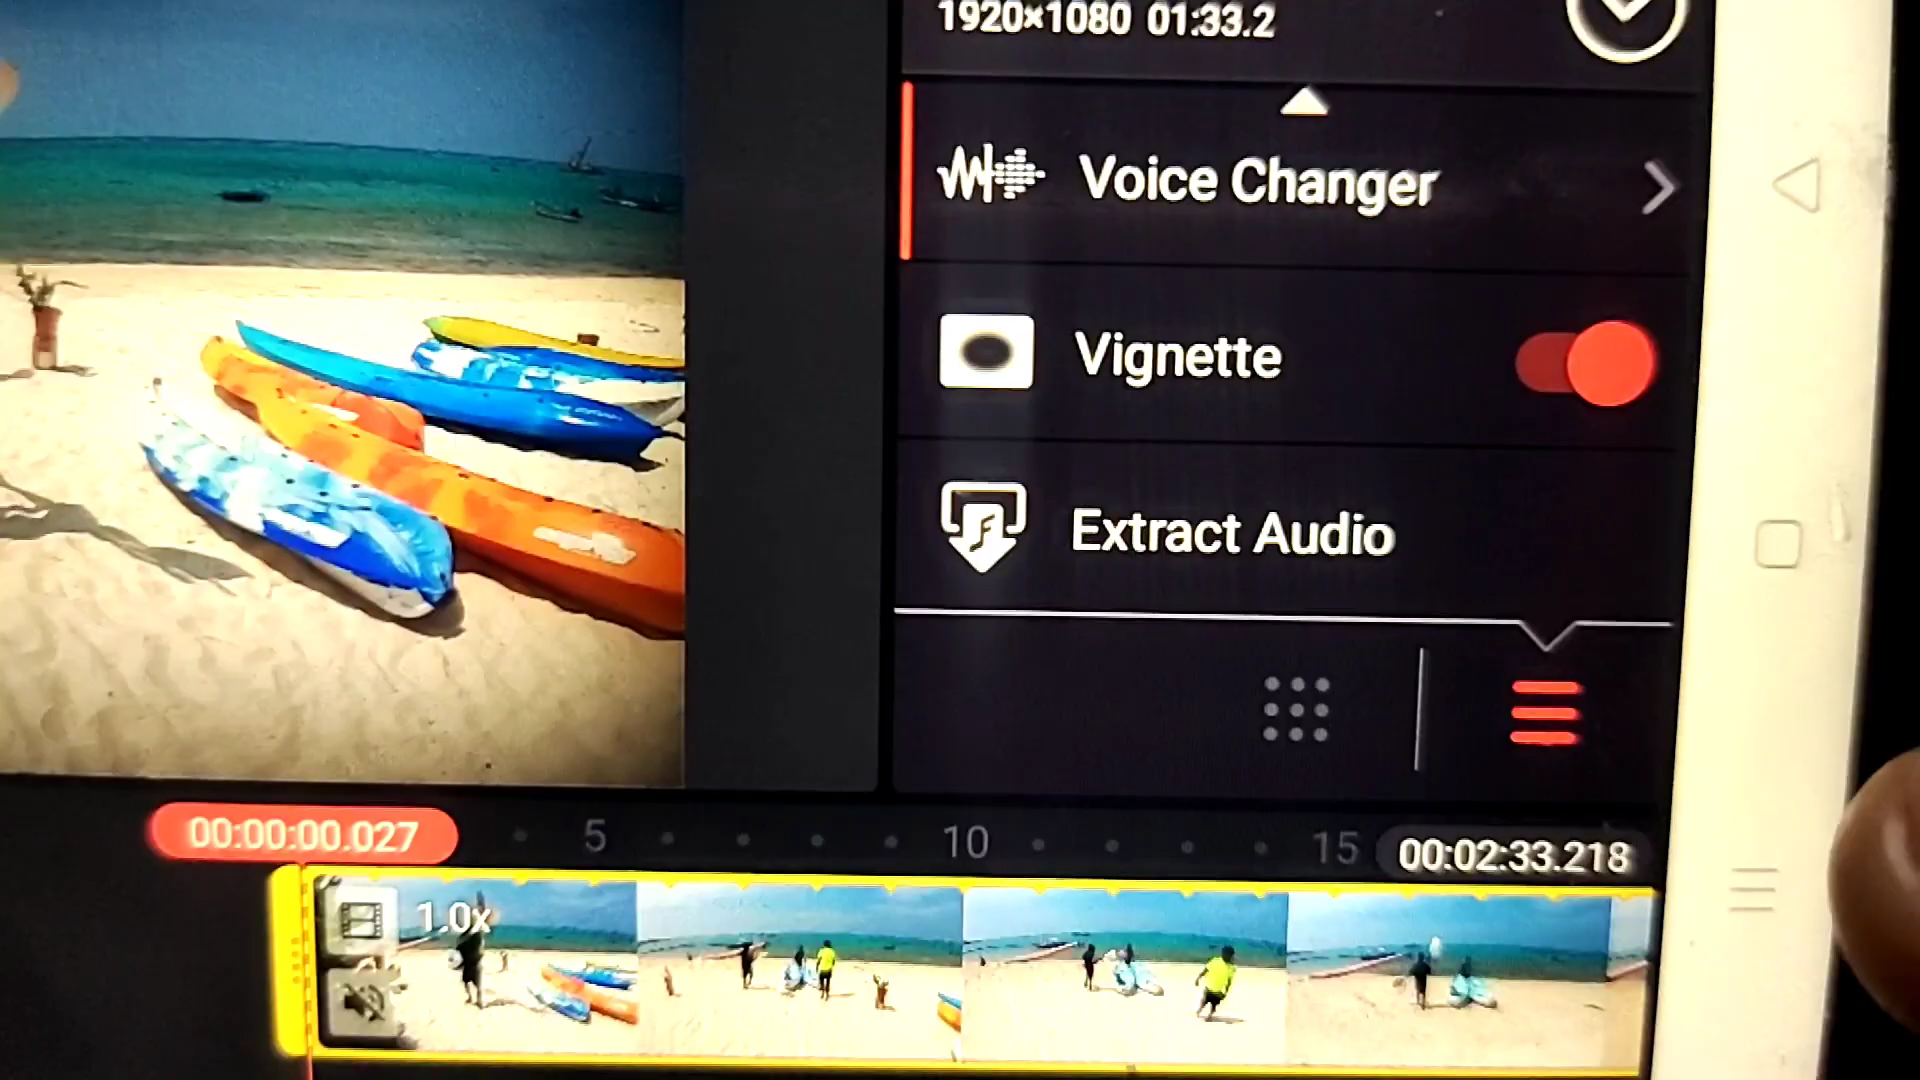 1920×1080 01:33.2
Voice Changer
Vignette
Extract Audio
00:00:00.027
5
10
15
00:02:33.218
1.0x